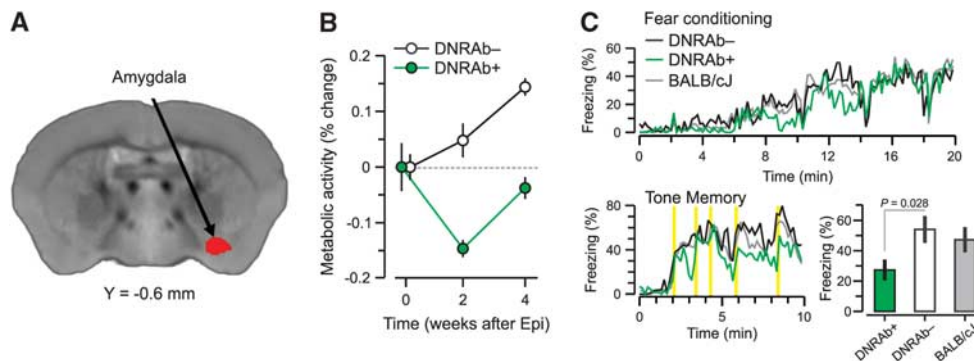 A
Amygdala
Y = -0.6 mm
B
DNRAb–
DNRAb+
Metabolic activity (% change)
0.2
0.1
0
-0.1
-0.2
0 2 4
Time (weeks after Epi)
C
Fear conditioning
DNRAb–
DNRAb+
BALB/cJ
Freezing (%)
60
40
20
0
0 4 8 12 16 20
Time (min)
Tone Memory
Freezing (%)
80
60
40
20
0
0 5 10
Time (min)
P = 0.028
Freezing (%)
60
40
20
0
DNRAb+
DNRAb–
BALB/cJ